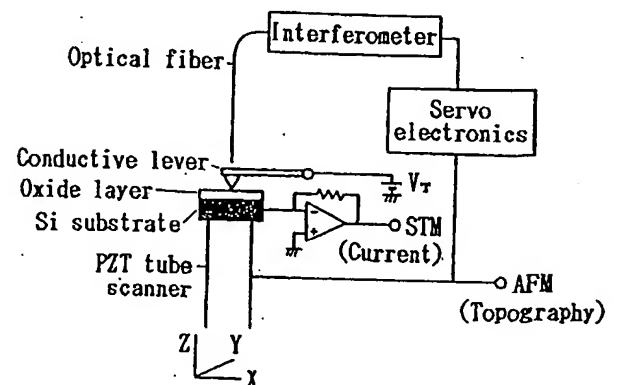 Interferometer
Optical fiber
Servo
electronics
Conductive lever
Oxide layer
Si substrate
V_T
STM
(Current)
PZT tube
scanner
AFM
(Topography)
Z
Y
X